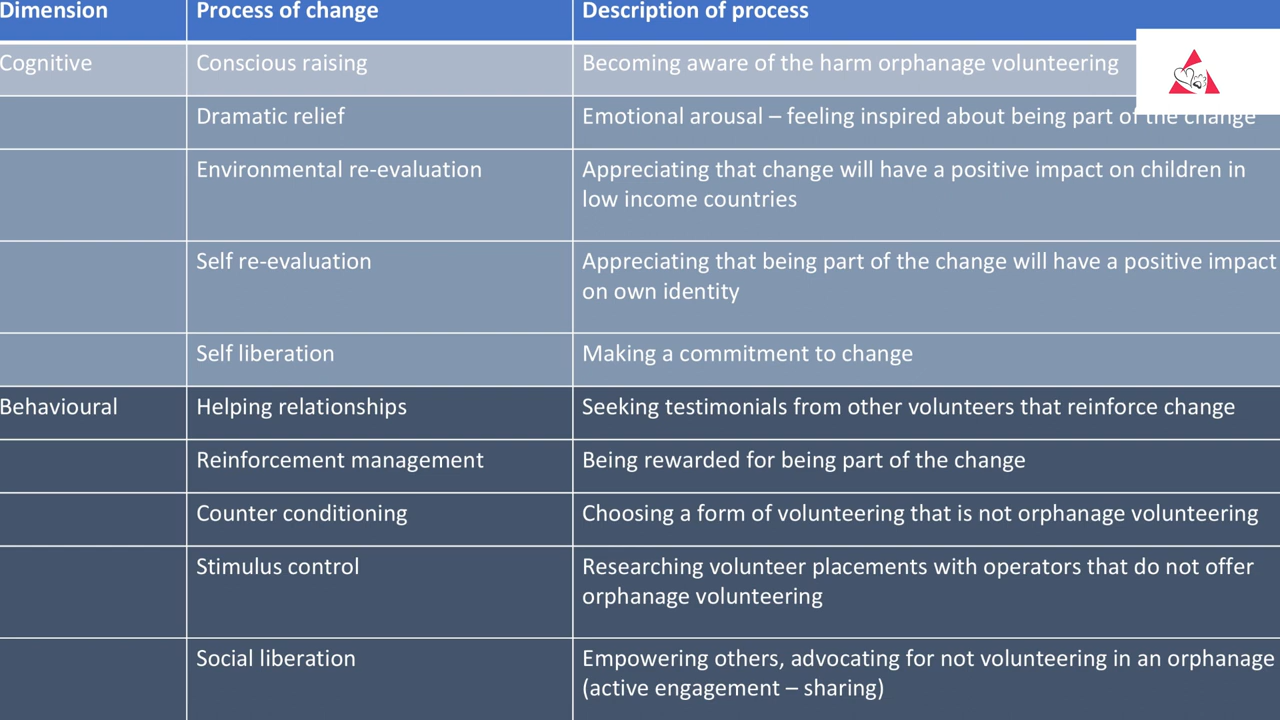 Dimension Process of change Description of process
Cognitive Conscious raising Becoming aware of the harm orphanage volunteering
Dramatic relief Emotional arousal – feeling inspired about being part of the change
Environmental re-evaluation Appreciating that change will have a positive impact on children in
low income countries
Self re-evaluation Appreciating that being part of the change will have a positive impact
on own identity
Self liberation Making a commitment to change
Behavioural Helping relationships Seeking testimonials from other volunteers that reinforce change
Reinforcement management Being rewarded for being part of the change
Counter conditioning Choosing a form of volunteering that is not orphanage volunteering
Stimulus control Researching volunteer placements with operators that do not offer
orphanage volunteering
Social liberation Empowering others, advocating for not volunteering in an orphanage
(active engagement – sharing)